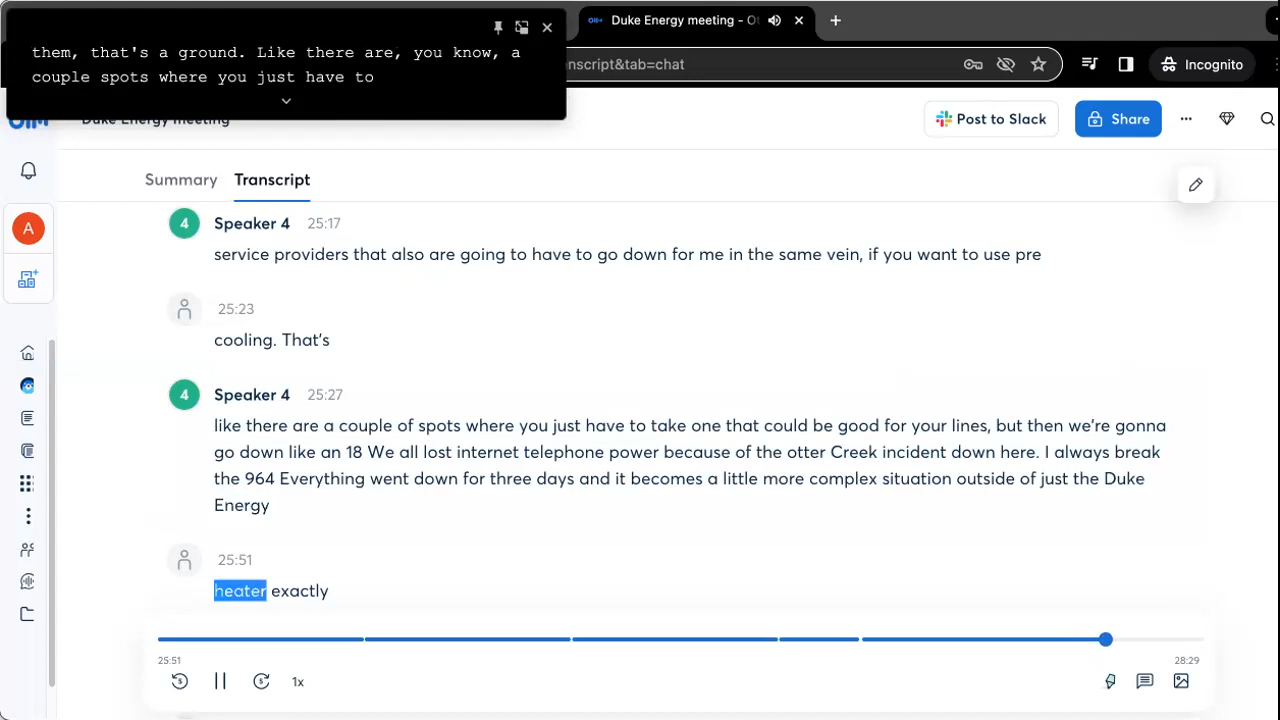 them, that's a ground. Like there are, you know, a
couple spots where you just have to
Duke Energy meeting - Ot
nscript&tab=chat
Incognito
Duke Energy meeting
Post to Slack
Share
Summary
Transcript
A
4
Speaker 4 25:17
service providers that also are going to have to go down for me in the same vein, if you want to use pre
25:23
cooling. That's
4
Speaker 4 25:27
like there are a couple of spots where you just have to take one that could be good for your lines, but then we're gonna
go down like an 18 We all lost internet telephone power because of the otter Creek incident down here. I always break
the 964 Everything went down for three days and it becomes a little more complex situation outside of just the Duke
Energy
25:51
heater exactly
25:51
28:29
5
5
1x